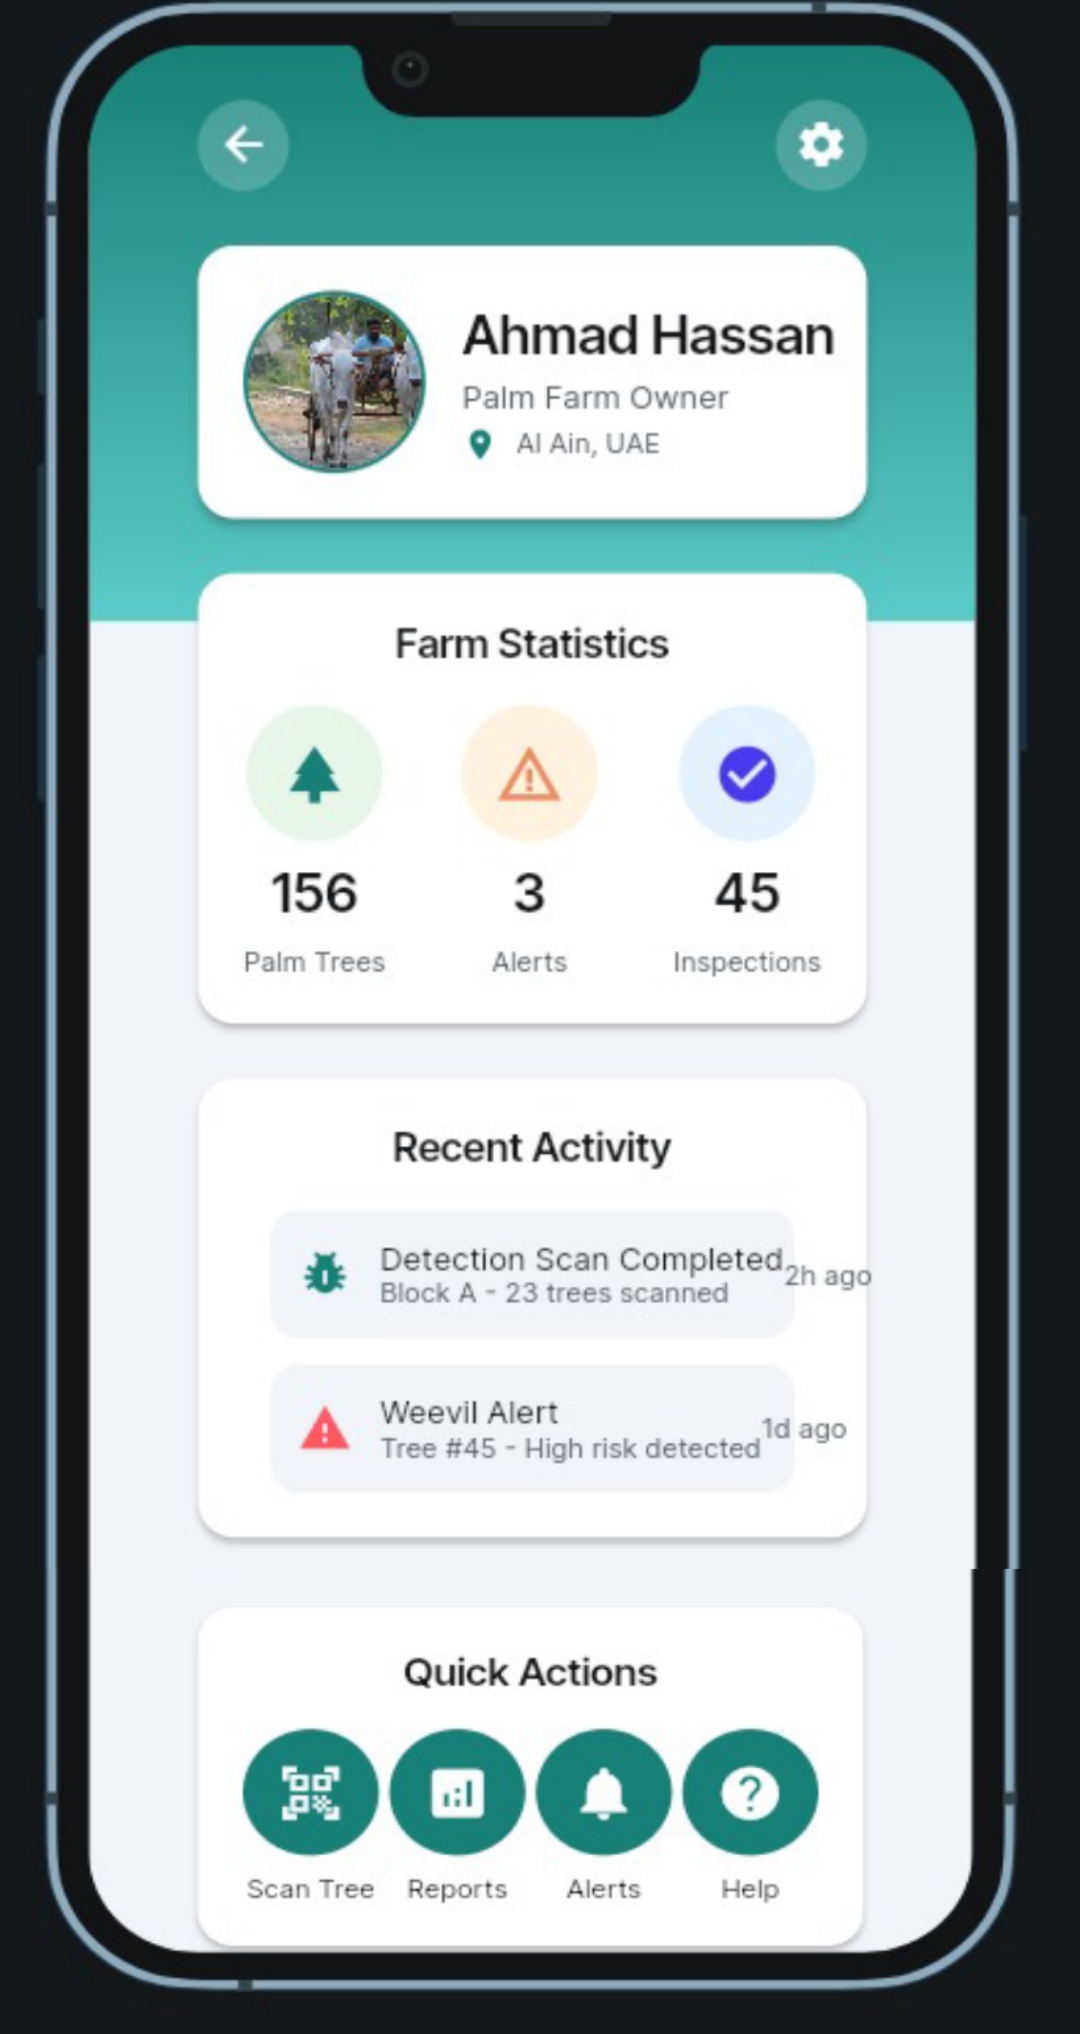 Ahmad Hassan
Palm Farm Owner
Al Ain, UAE
Farm Statistics
156
3
45
Palm Trees
Alerts
Inspections
Recent Activity
Detection Scan Completed
Block A - 23 trees scanned
2h ago
Weevil Alert
Tree #45 - High risk detected
1d ago
Quick Actions
Scan Tree
Reports
Alerts
Help